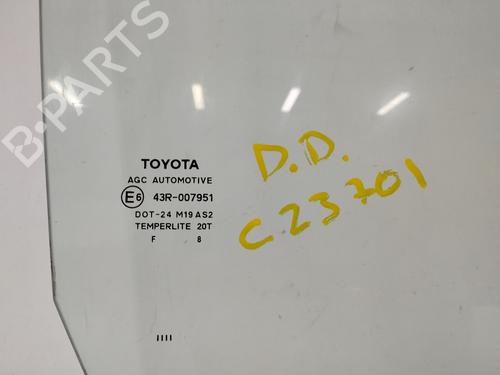 B-PARTS
TOYOTA
AGC AUTOMOTIVE
E6 43R-007951
DOT-24 M19 AS2
TEMPERLITE 20T
F 8
D.D.
C23701